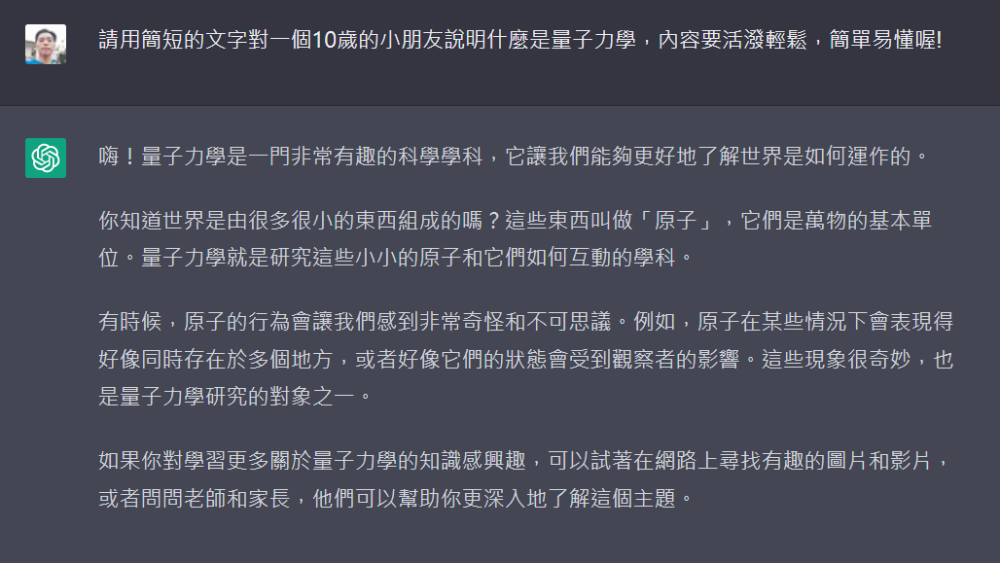 請用簡短的文字對一個10歲的小朋友說明什麼是量子力學，內容要活潑輕鬆，簡單易懂喔!
嗨！量子力學是一門非常有趣的科學學科，它讓我們能夠更好地了解世界是如何運作的。
你知道世界是由很多很小的東西組成的嗎？這些東西叫做「原子」，它們是萬物的基本單
位。量子力學就是研究這些小小的原子和它們如何互動的學科。
有時候，原子的行為會讓我們感到非常奇怪和不可思議。例如，原子在某些情況下會表現得
好像同時存在於多個地方，或者好像它們的狀態會受到觀察者的影響。這些現象很奇妙，也
是量子力學研究的對象之一。
如果你對學習更多關於量子力學的知識感興趣，可以試著在網路上尋找有趣的圖片和影片，
或者問問老師和家長，他們可以幫助你更深入地了解這個主題。